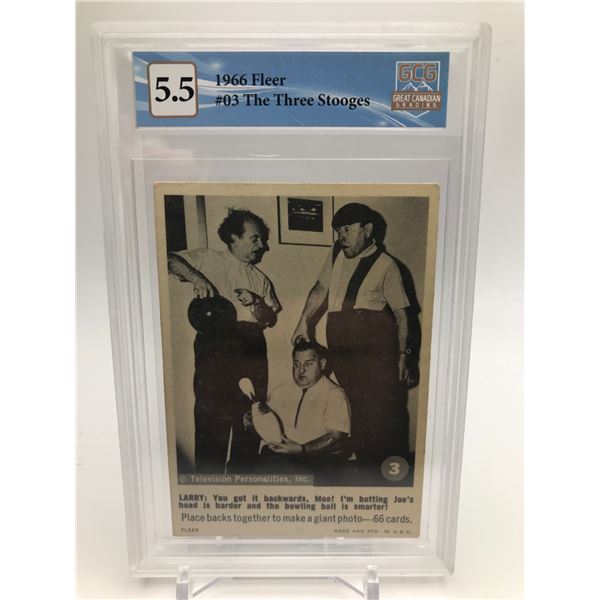 5.5
1966 Fleer
#03 The Three Stooges
GCG
GREAT CANADIAN
GRADING
© Television Personalities, Inc.
3
LARRY: You got it backwards, Moe! I'm betting Joe's
head is harder and the bowling ball is smarter!
Place backs together to make a giant photo—66 cards.
FLEER
MADE AND PTD. IN U.S.A.